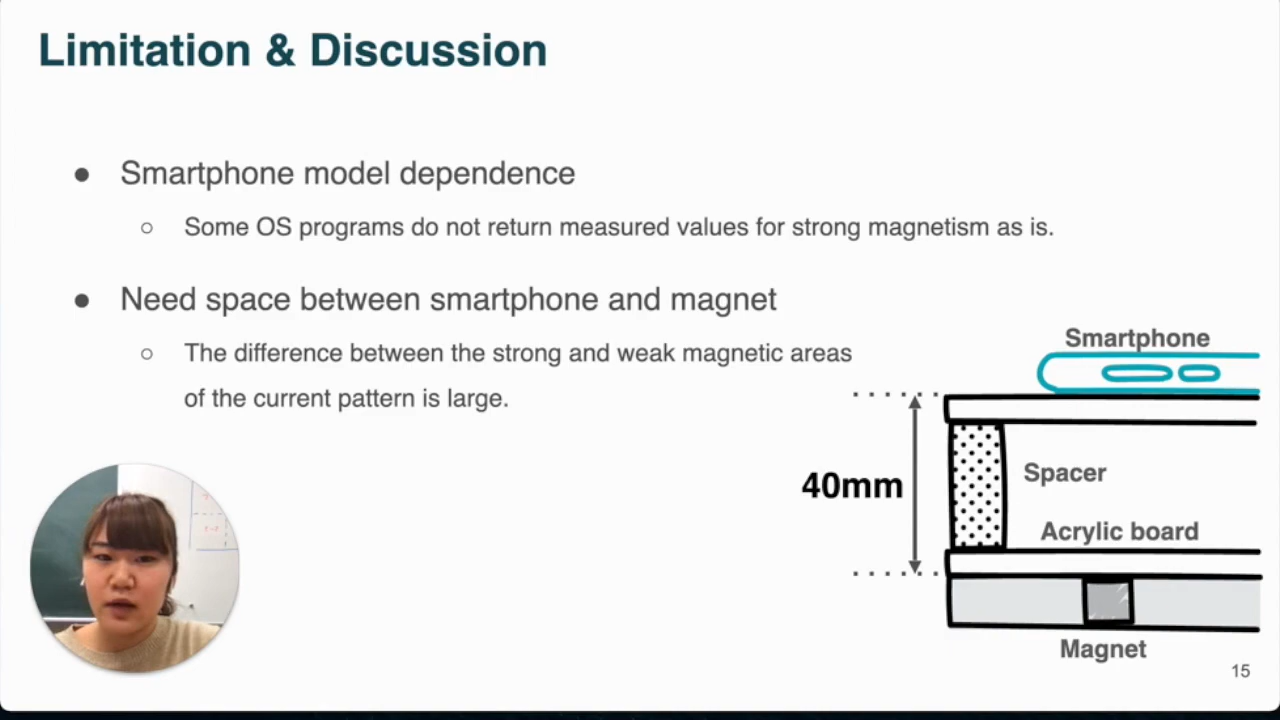 Limitation & Discussion
● Smartphone model dependence
○ Some OS programs do not return measured values for strong magnetism as is.
● Need space between smartphone and magnet
○ The difference between the strong and weak magnetic areas
of the current pattern is large.
Smartphone
40mm
Spacer
Acrylic board
Magnet
15